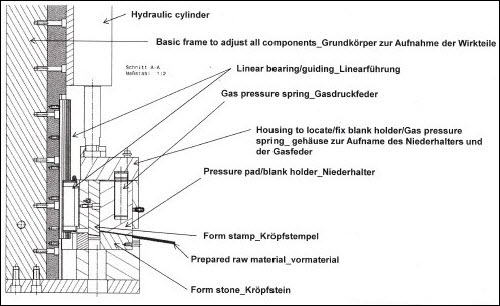 Hydraulic cylinder
Basic frame to adjust all components_Grundkörper zur Aufnahme der Wirkteile
Schnitt A-A
Maßstab: 1:2
Linear bearing/guiding_Linearführung
Gas pressure spring_Gasdruckfeder
Housing to locate/fix blank holder/Gas pressure
spring_ gehäuse zur Aufname des Niederhalters und
der Gasfeder
Pressure pad/blank holder_Niederhalter
Form stamp_Kröpfstempel
Prepared raw material_vormaterial
Form stone_Kröpfstein